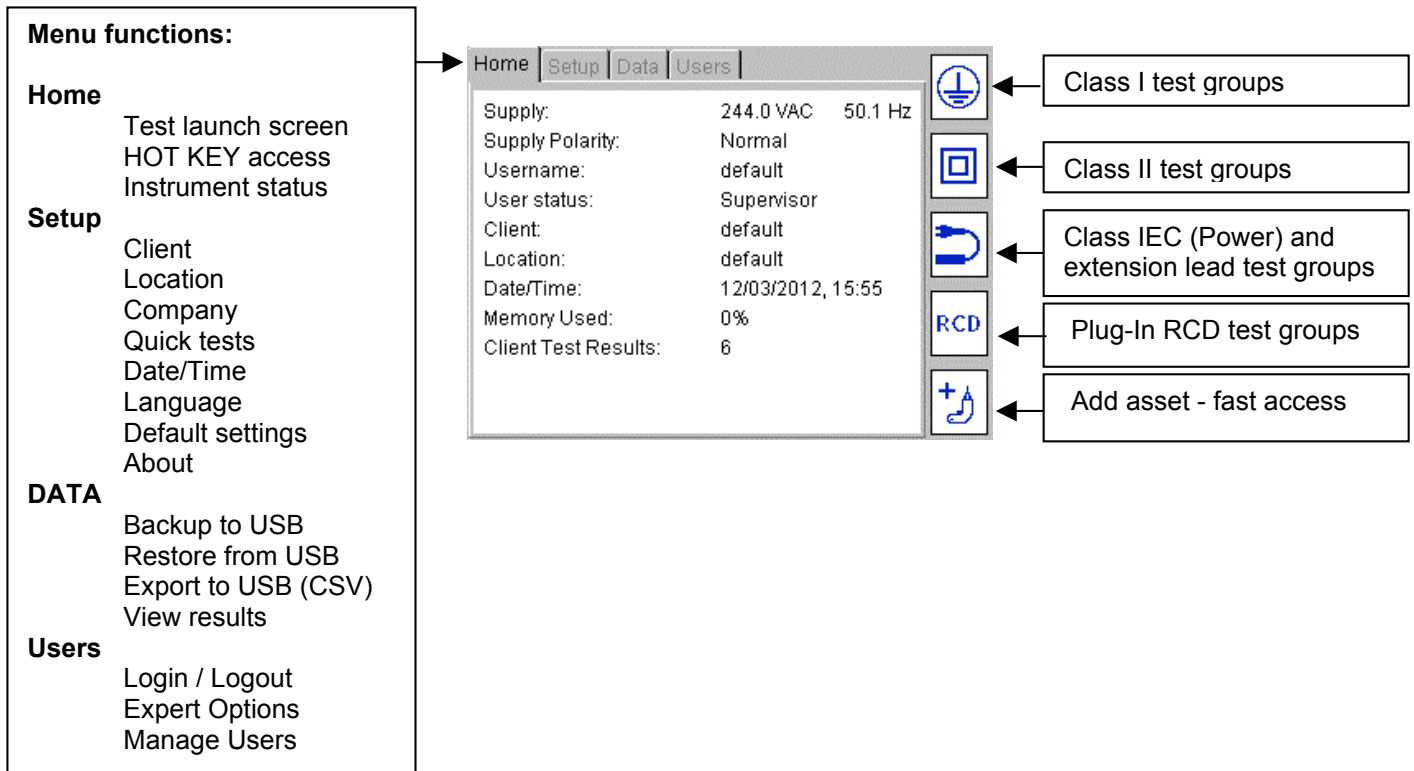 Menu functions:
Home
Test launch screen
HOT KEY access
Instrument status
Setup
Client
Location
Company
Quick tests
Date/Time
Language
Default settings
About
DATA
Backup to USB
Restore from USB
Export to USB (CSV)
View results
Users
Login / Logout
Expert Options
Manage Users
Home Setup Data Users
Supply: 244.0 VAC 50.1 Hz
Supply Polarity: Normal
Username: default
User status: Supervisor
Client: default
Location: default
Date/Time: 12/03/2012, 15:55
Memory Used: 0%
Client Test Results: 6
RCD
Class I test groups
Class II test groups
Class IEC (Power) and
extension lead test groups
Plug-In RCD test groups
Add asset - fast access